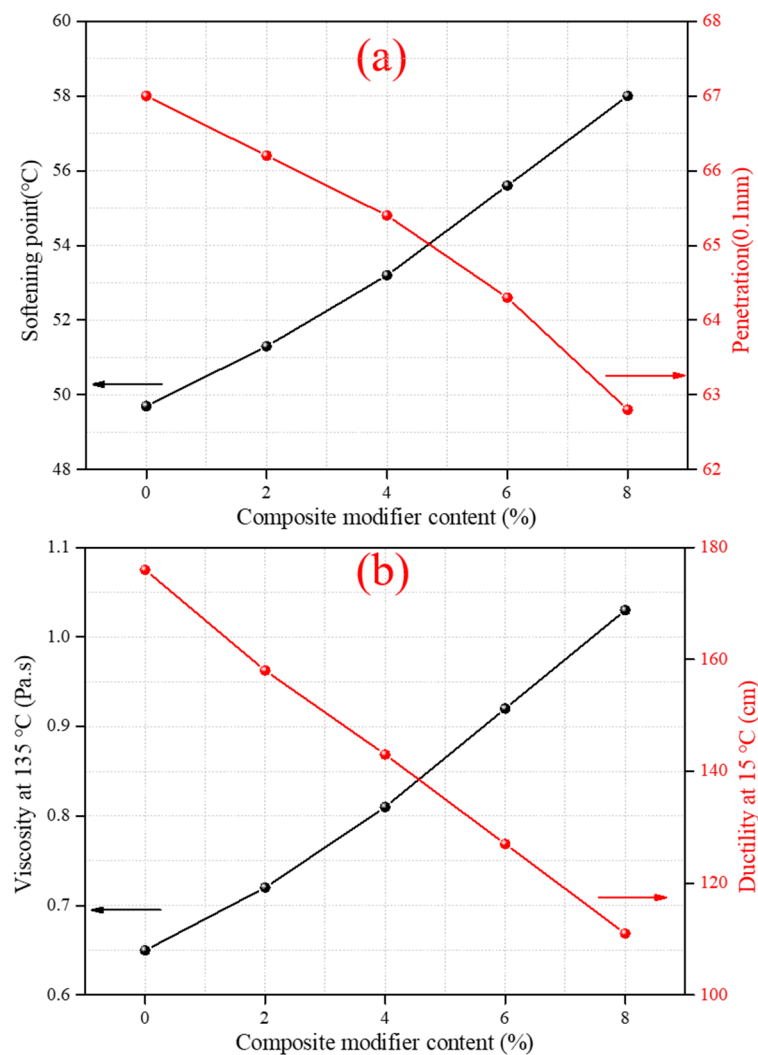 (a)
60
58
56
54
52
50
48
Softening point(°C)
68
67
66
65
64
63
62
Penetration(0.1mm)
0 2 4 6 8
Composite modifier content (%)
(b)
1.1
1.0
0.9
0.8
0.7
0.6
Viscosity at 135 °C (Pa.s)
180
160
140
120
100
Ductility at 15 °C (cm)
0 2 4 6 8
Composite modifier content (%)